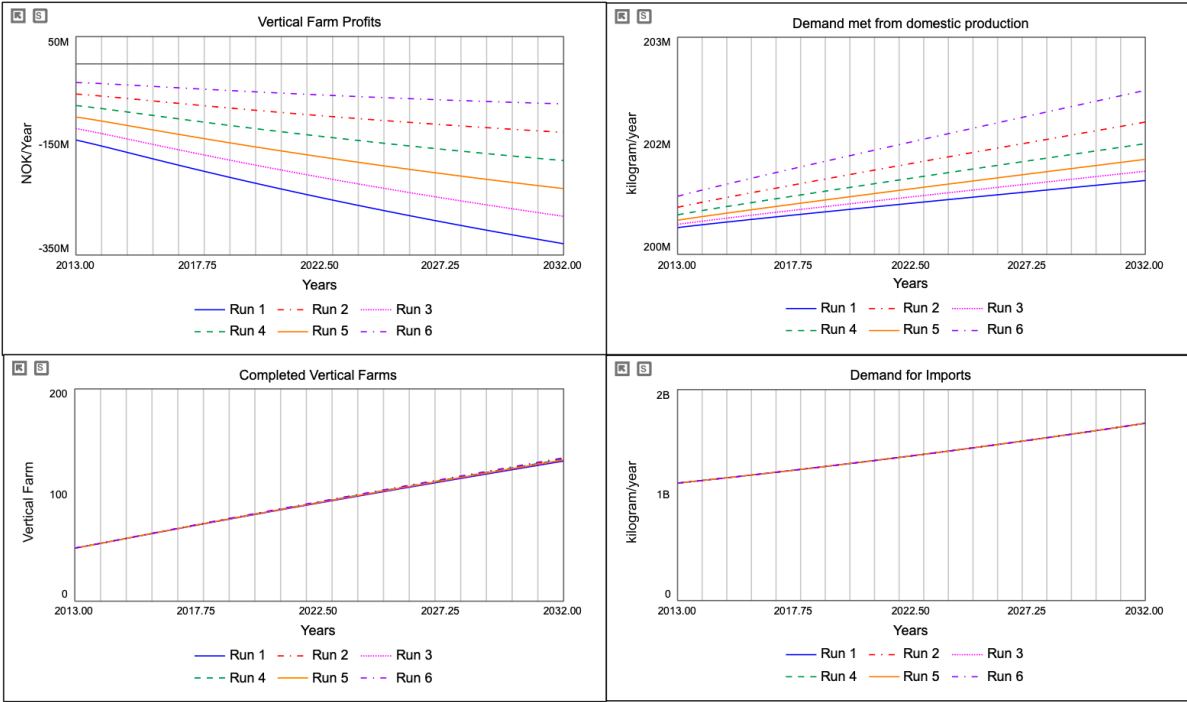 S
Vertical Farm Profits
50M
-150M
-350M
NOK/Year
2013.00 2017.75 2022.50 2027.25 2032.00
Years
Run 1 Run 2 Run 3
Run 4 Run 5 Run 6
S
Demand met from domestic production
203M
202M
200M
kilogram/year
2013.00 2017.75 2022.50 2027.25 2032.00
Years
Run 1 Run 2 Run 3
Run 4 Run 5 Run 6
S
Completed Vertical Farms
200
100
0
Vertical Farm
2013.00 2017.75 2022.50 2027.25 2032.00
Years
Run 1 Run 2 Run 3
Run 4 Run 5 Run 6
S
Demand for Imports
2B
1B
0
kilogram/year
2013.00 2017.75 2022.50 2027.25 2032.00
Years
Run 1 Run 2 Run 3
Run 4 Run 5 Run 6